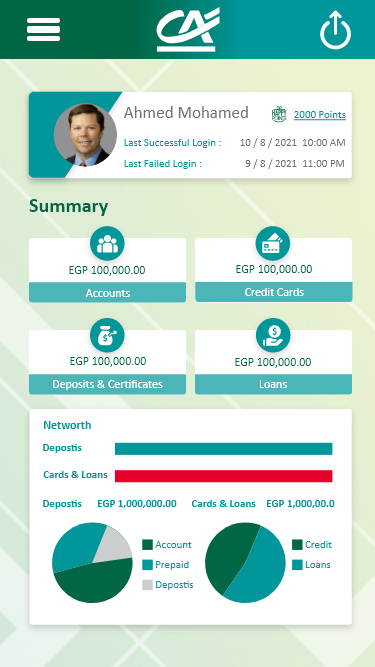 CA
Ahmed Mohamed
2000 Points
Last Successful Login : 10 / 8 / 2021 10:00 AM
Last Failed Login : 9 / 8 / 2021 11:00 PM
Summary
EGP 100,000.00
Accounts
EGP 100,000.00
Credit Cards
EGP 100,000.00
Deposits & Certificates
EGP 100,000.00
Loans
Networth
Depostis
Cards & Loans
Depostis EGP 1,000,000.00 Cards & Loans EGP 1,000,00.0
Account
Prepaid
Depostis
Credit
Loans